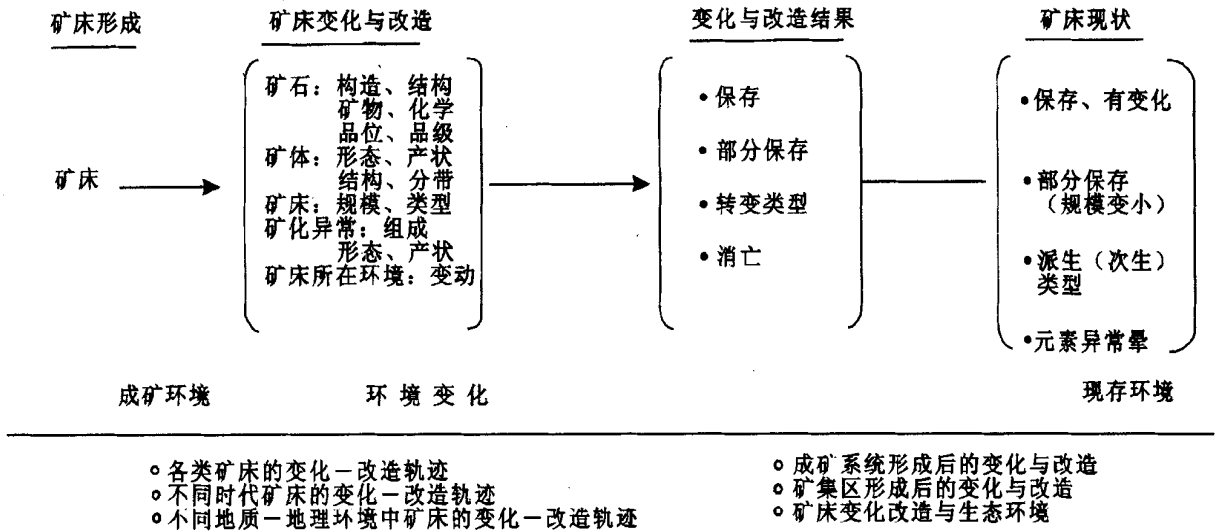 矿床形成
矿床变化与改造
变化与改造结果
矿床现状
矿床
矿石：构造、结构
矿物、化学
品位、品级
矿体：形态、产状
结构、分带
矿床：规模、类型
矿化异常：组成
形态、产状
矿床所在环境：变动
•保存
•部分保存
•转变类型
•消亡
•保存、有变化
•部分保存
（规模变小）
•派生（次生）
类型
•元素异常晕
成矿环境
环境变化
现存环境
○各类矿床的变化－改造轨迹
○不同时代矿床的变化－改造轨迹
○不同地质－地理环境中矿床的变化－改造轨迹
○成矿系统形成后的变化与改造
○矿集区形成后的变化与改造
○矿床变化改造与生态环境